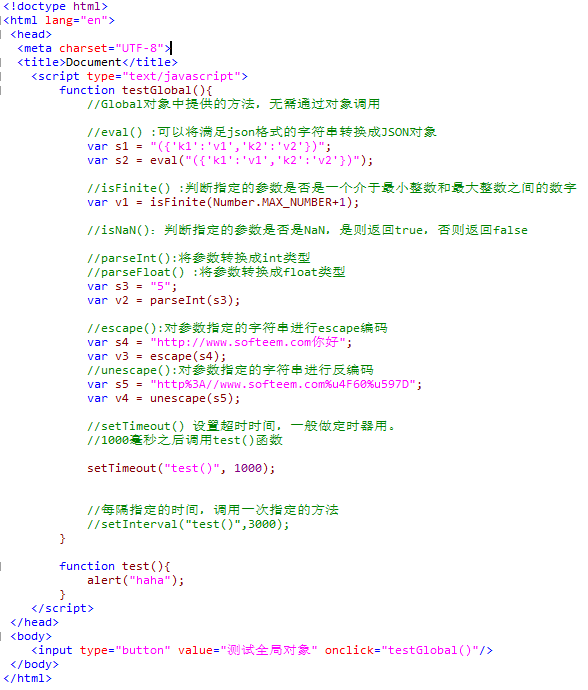 <!doctype html>
<html lang="en">
<head>
<meta charset="UTF-8">
<title>Document</title>
<script type="text/javascript">
function testGlobal(){
//Global对象中提供的方法，无需通过对象调用
//eval() :可以将满足json格式的字符串转换成JSON对象
var s1 = "({'k1':'v1','k2':'v2'})";
var s2 = eval("({'k1':'v1','k2':'v2'})");
//isFinite() :判断指定的参数是否是一个介于最小整数和最大整数之间的数字
var v1 = isFinite(Number.MAX_NUMBER+1);
//isNaN(): 判断指定的参数是否是NaN，是则返回true，否则返回false
//parseInt():将参数转换成int类型
//parseFloat() :将参数转换成float类型
var s3 = "5";
var v2 = parseInt(s3);
//escape():对参数指定的字符串进行escape编码
var s4 = "http://www.softeem.com你好";
var v3 = escape(s4);
//unescape():对参数指定的字符串进行反编码
var s5 = "http%3A//www.softeem.com%u4F60%u597D";
var v4 = unescape(s5);
//setTimeout() 设置超时时间，一般做定时器用。
//1000毫秒之后调用test()函数
setTimeout("test()", 1000);
//每隔指定的时间，调用一次指定的方法
//setInterval("test()",3000);
}
function test(){
alert("haha");
}
</script>
</head>
<body>
<input type="button" value="测试全局对象" onclick="testGlobal()"/>
</body>
</html>